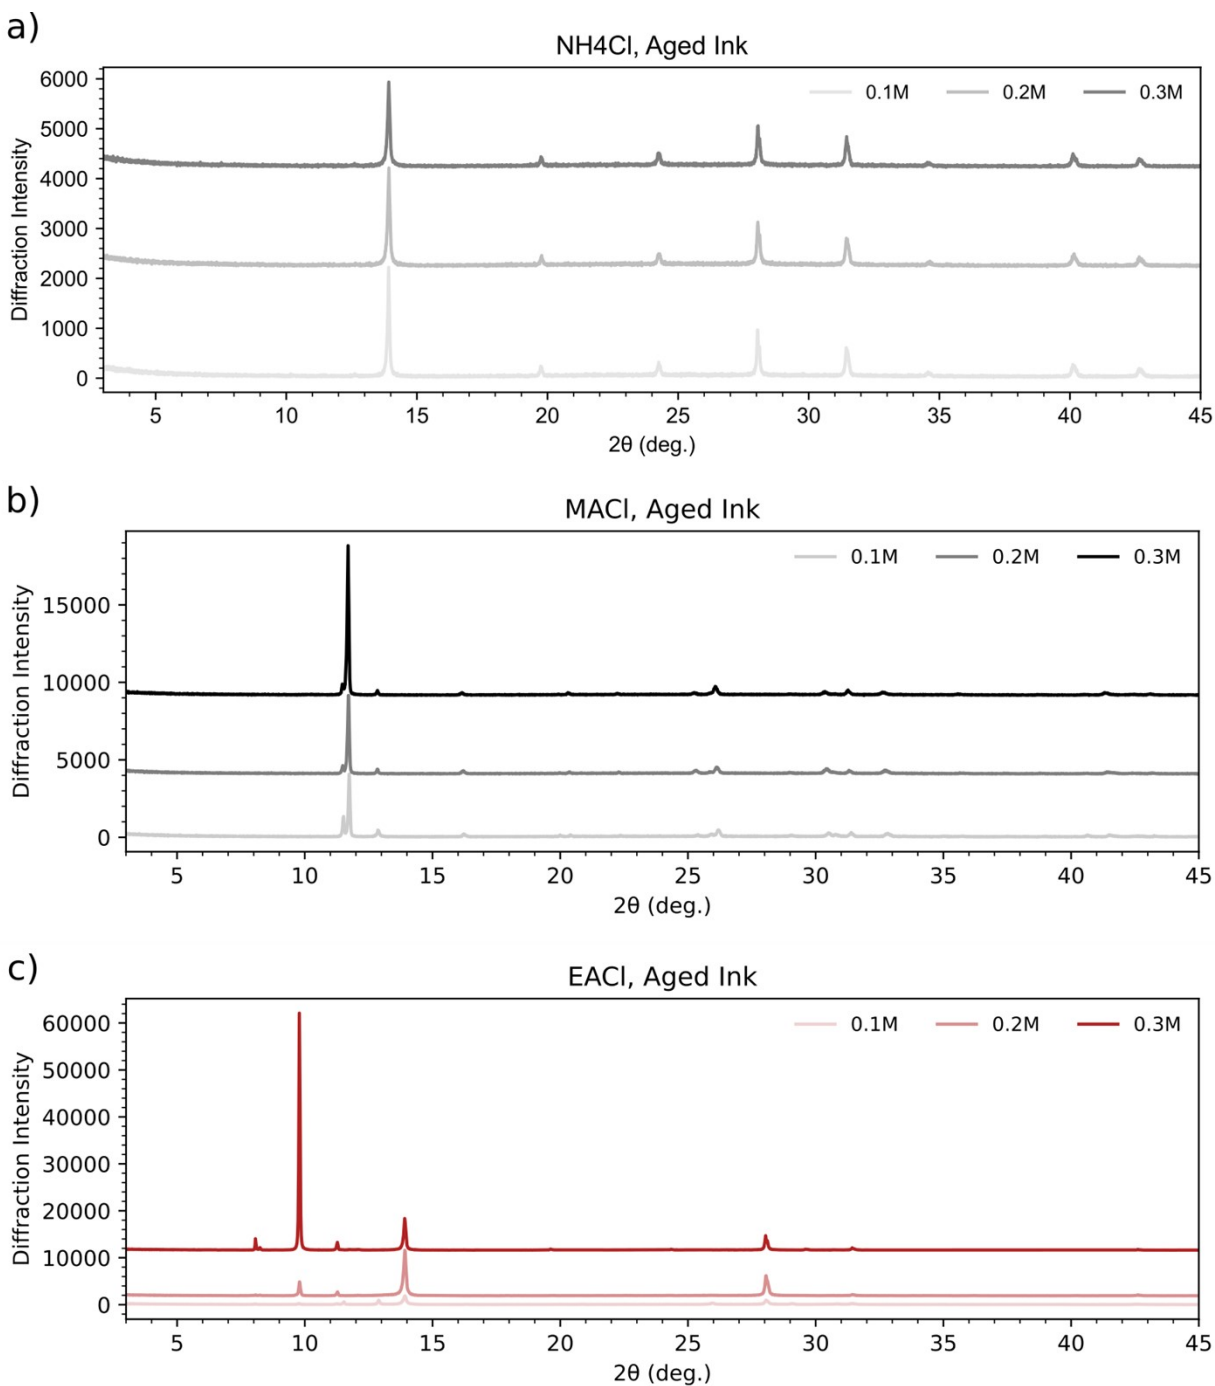 a)
NH4Cl, Aged Ink
Diffraction Intensity
6000
5000
4000
3000
2000
1000
0
0.1M 0.2M 0.3M
5 10 15 20 25 30 35 40 45
2θ (deg.)
b)
MACl, Aged Ink
Diffraction Intensity
15000
10000
5000
0
0.1M 0.2M 0.3M
5 10 15 20 25 30 35 40 45
2θ (deg.)
c)
EACl, Aged Ink
Diffraction Intensity
60000
50000
40000
30000
20000
10000
0
0.1M 0.2M 0.3M
5 10 15 20 25 30 35 40 45
2θ (deg.)